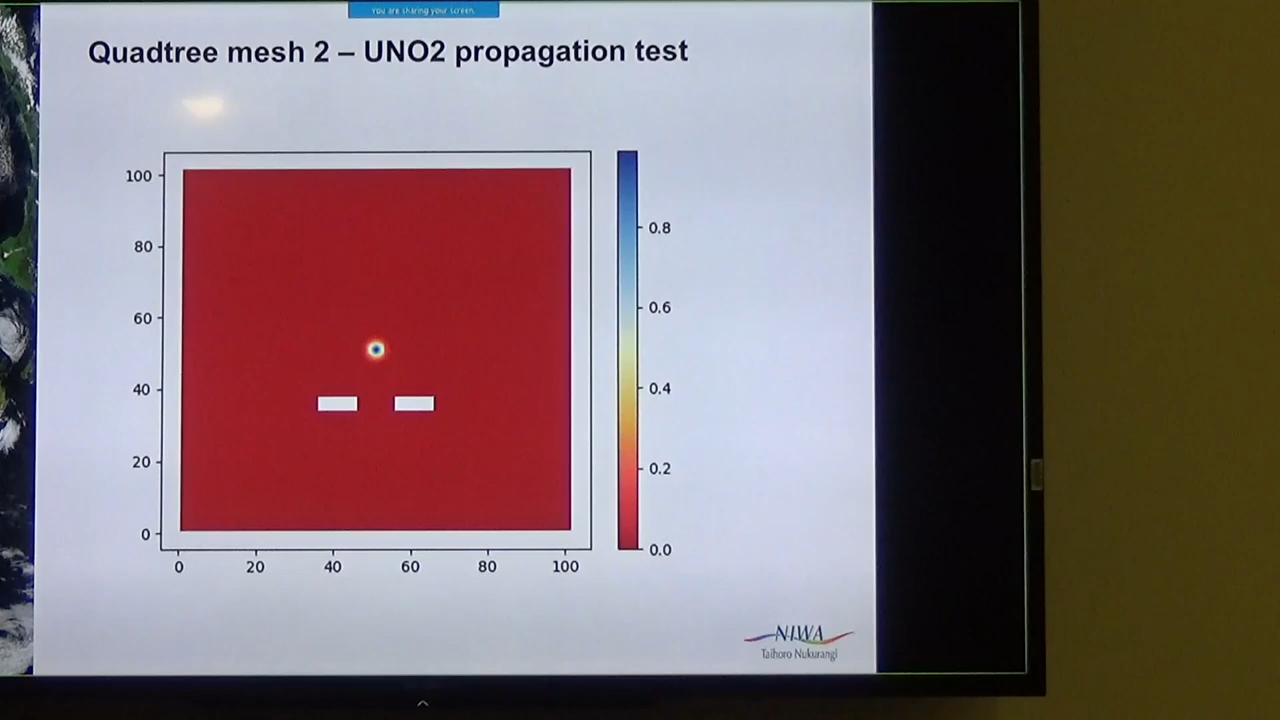 You are sharing your screen.
Quadtree mesh 2 – UNO2 propagation test
100
80
60
40
20
0
0 20 40 60 80 100
0.8
0.6
0.4
0.2
0.0
NIWA
Taihoro Nukurangi